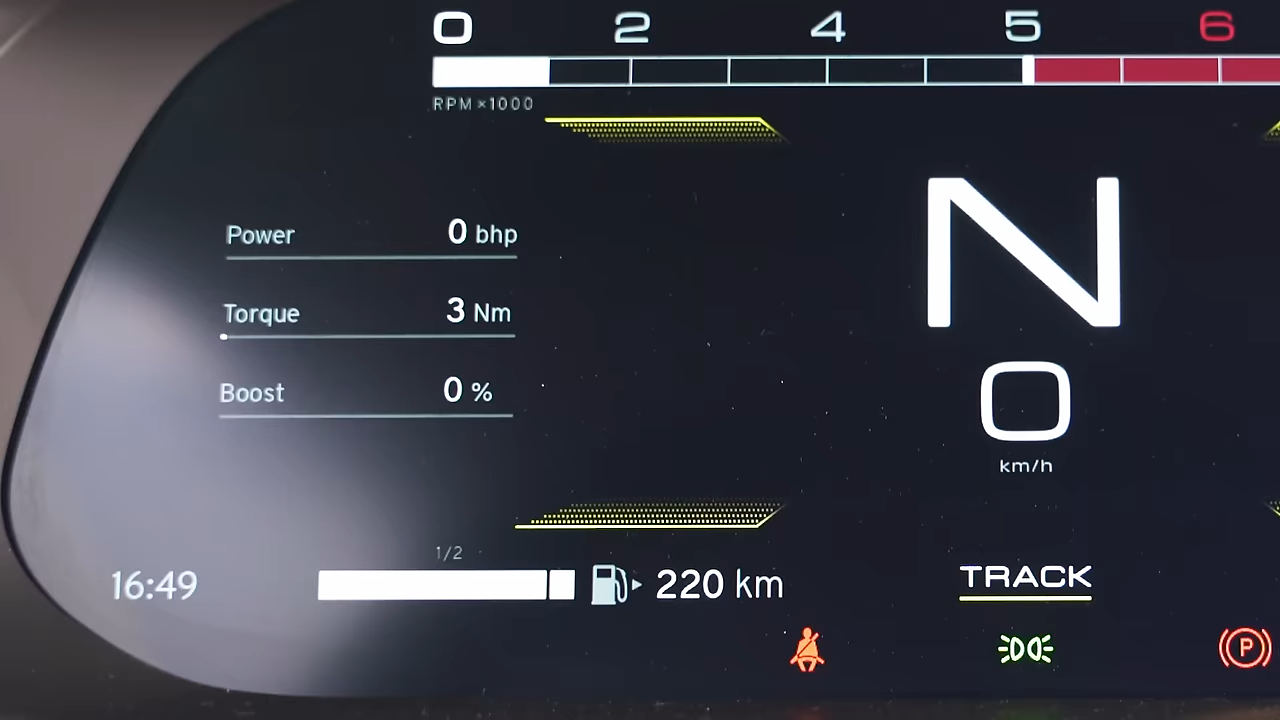 0 2 4 5 6
RPM ×1000
N
Power 0 bhp
Torque 3 Nm
Boost 0 %
0
km/h
1/2
16:49 220 km
TRACK
P